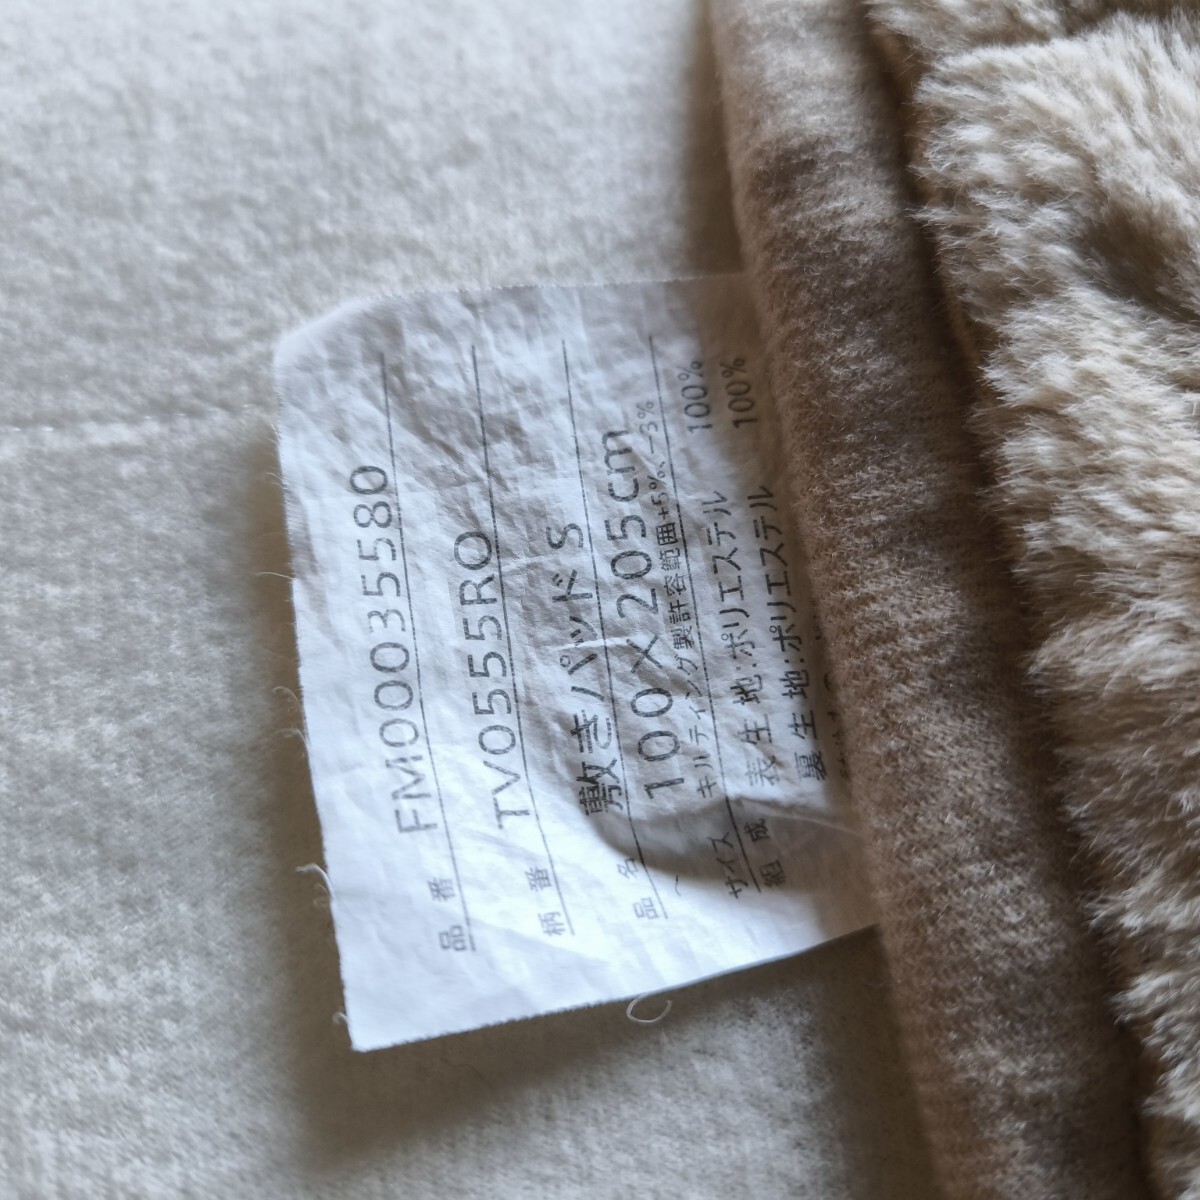 品番 FM00035580
柄番 TV0555RO
品名 敷きパッドS
サイズ 100×205cm
キルティング製許容範囲+5%、-3%
組成 表生地:ポリエステル 100%
裏生地:ポリエステル 100%